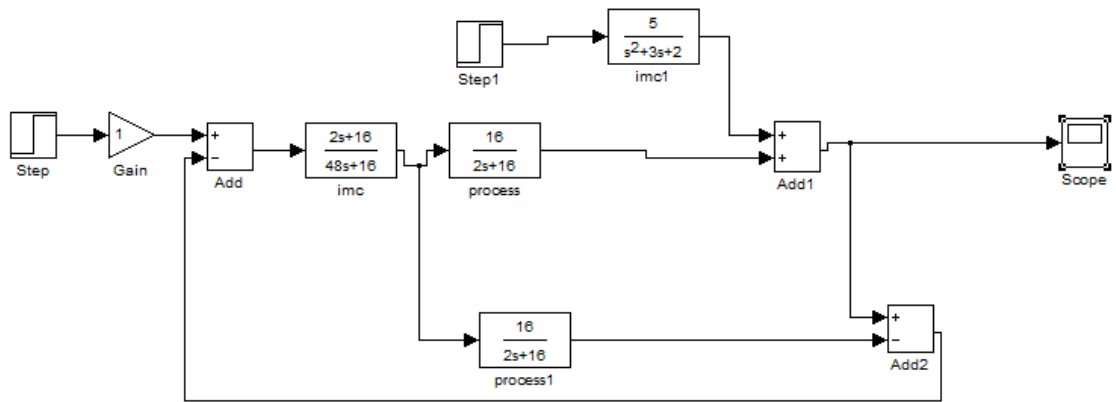 5
s²+3s+2
imc1
Step1
Step
1
Gain
+
−
Add
2s+16
48s+16
imc
16
2s+16
process
+
+
Add1
Scope
16
2s+16
process1
+
−
Add2